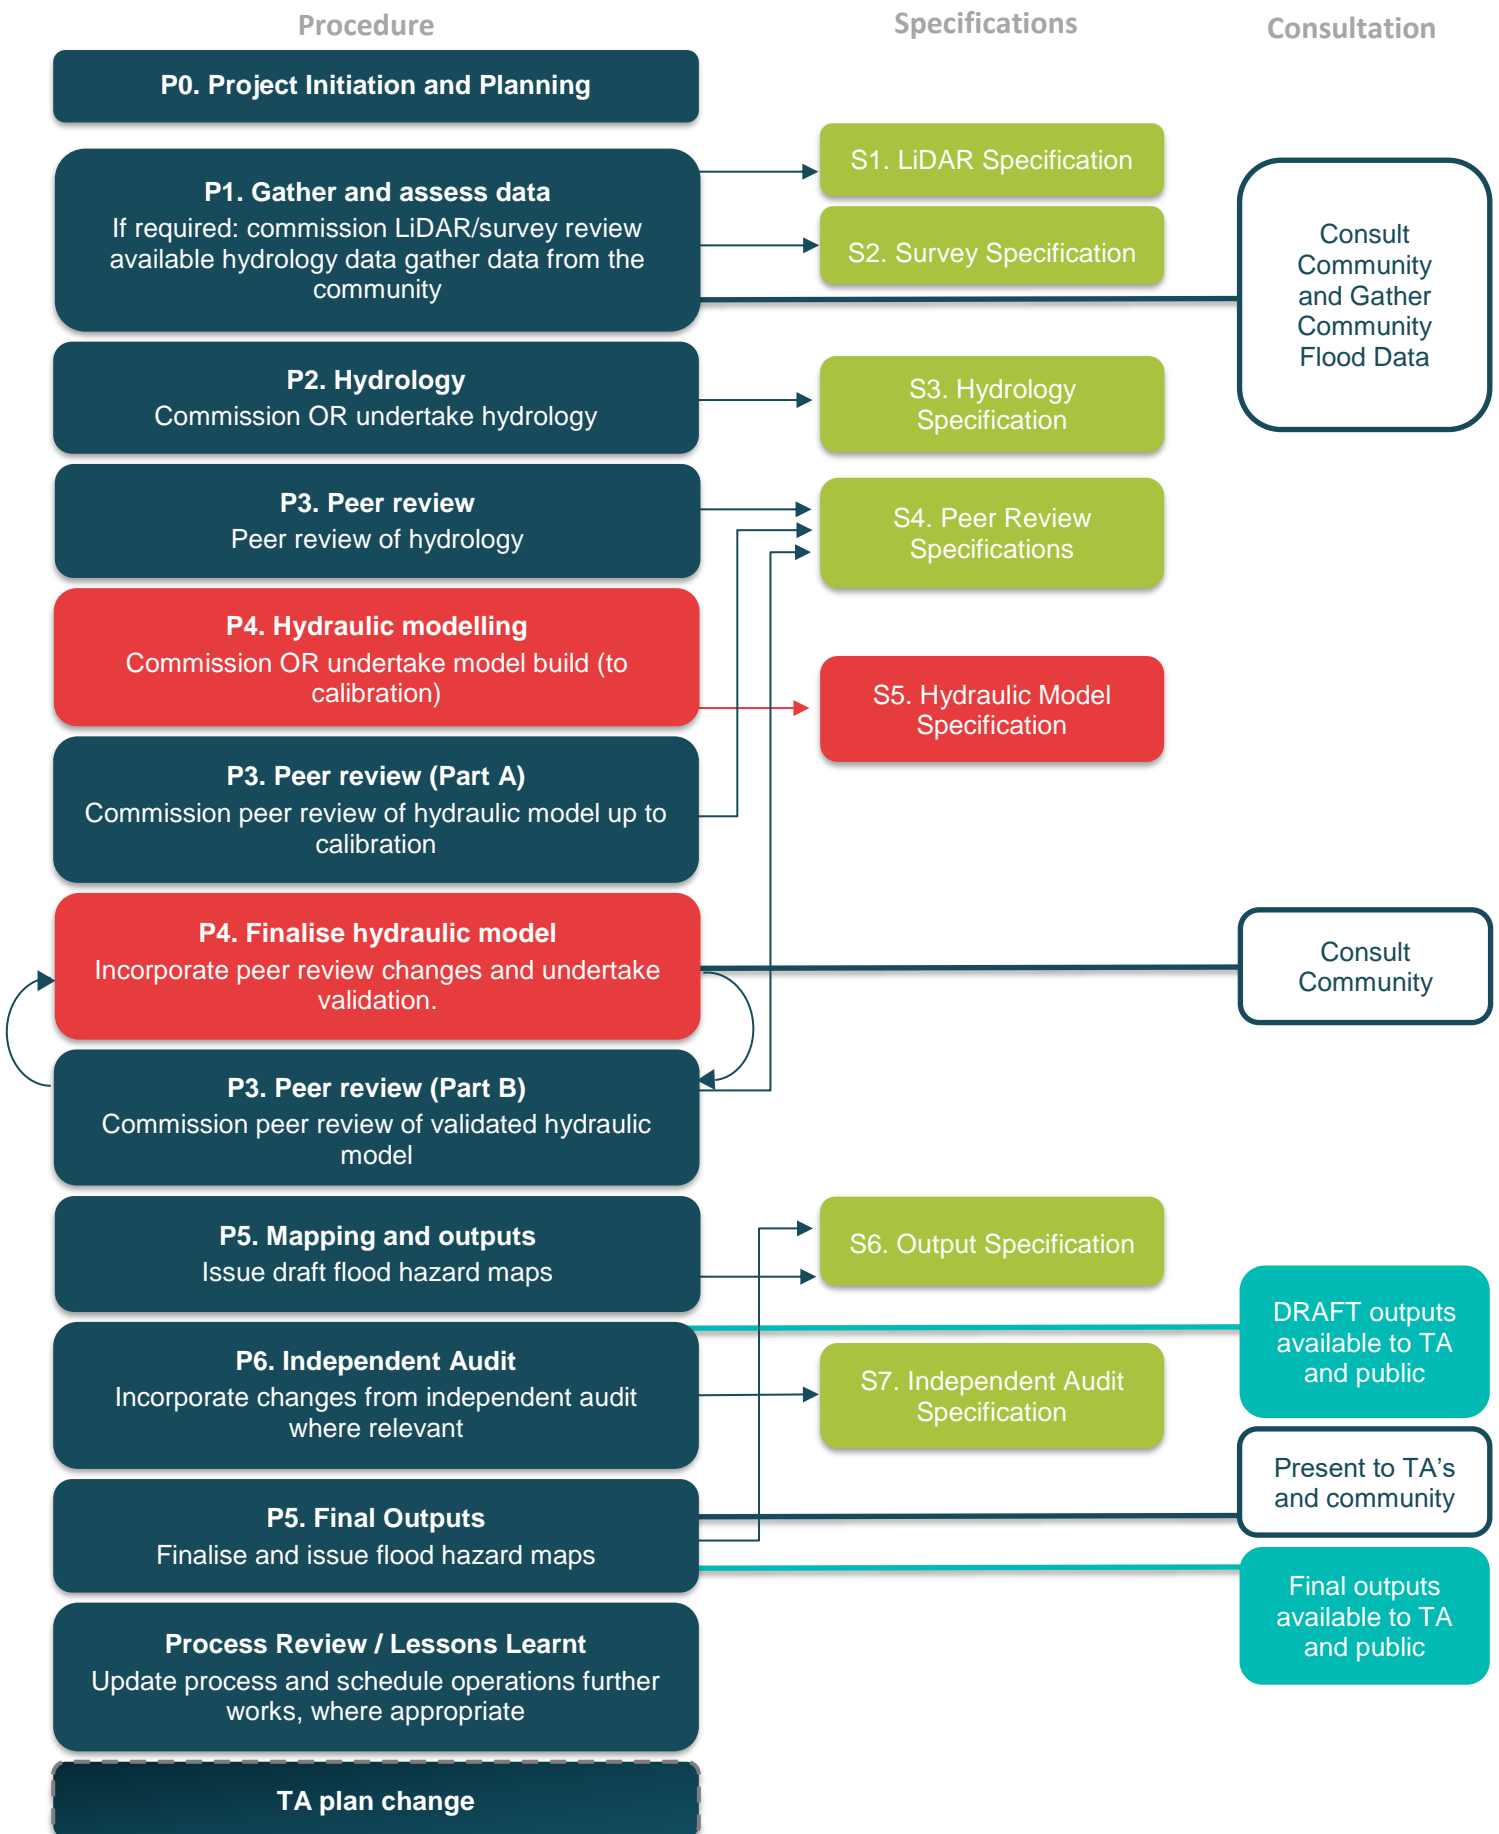 Procedure
Specifications
Consultation
P0. Project Initiation and Planning
P1. Gather and assess data
If required: commission LiDAR/survey review
available hydrology data gather data from the
community
S1. LiDAR Specification
S2. Survey Specification
Consult
Community
and Gather
Community
Flood Data
P2. Hydrology
Commission OR undertake hydrology
S3. Hydrology
Specification
P3. Peer review
Peer review of hydrology
S4. Peer Review
Specifications
P4. Hydraulic modelling
Commission OR undertake model build (to
calibration)
S5. Hydraulic Model
Specification
P3. Peer review (Part A)
Commission peer review of hydraulic model up to
calibration
P4. Finalise hydraulic model
Incorporate peer review changes and undertake
validation.
Consult
Community
P3. Peer review (Part B)
Commission peer review of validated hydraulic
model
P5. Mapping and outputs
Issue draft flood hazard maps
S6. Output Specification
DRAFT outputs
available to TA
and public
P6. Independent Audit
Incorporate changes from independent audit
where relevant
S7. Independent Audit
Specification
Present to TA's
and community
P5. Final Outputs
Finalise and issue flood hazard maps
Final outputs
available to TA
and public
Process Review / Lessons Learnt
Update process and schedule operations further
works, where appropriate
TA plan change